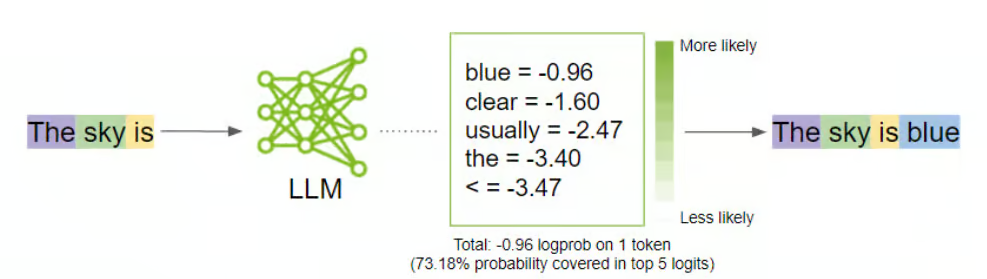 The sky is
LLM
blue = -0.96
clear = -1.60
usually = -2.47
the = -3.40
< = -3.47
More likely
Less likely
Total: -0.96 logprob on 1 token
(73.18% probability covered in top 5 logits)
The sky is blue